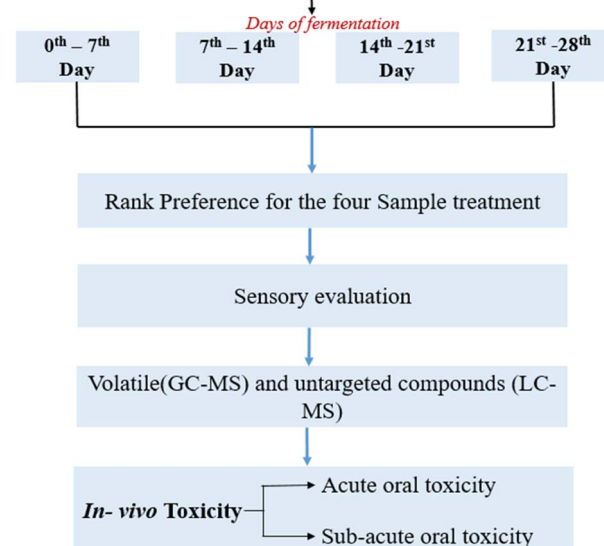 Days of fermentation
0th – 7th
Day
7th – 14th
Day
14th -21st
Day
21st -28th
Day
Rank Preference for the four Sample treatment
Sensory evaluation
Volatile(GC-MS) and untargeted compounds (LC-
MS)
In- vivo Toxicity
Acute oral toxicity
Sub-acute oral toxicity